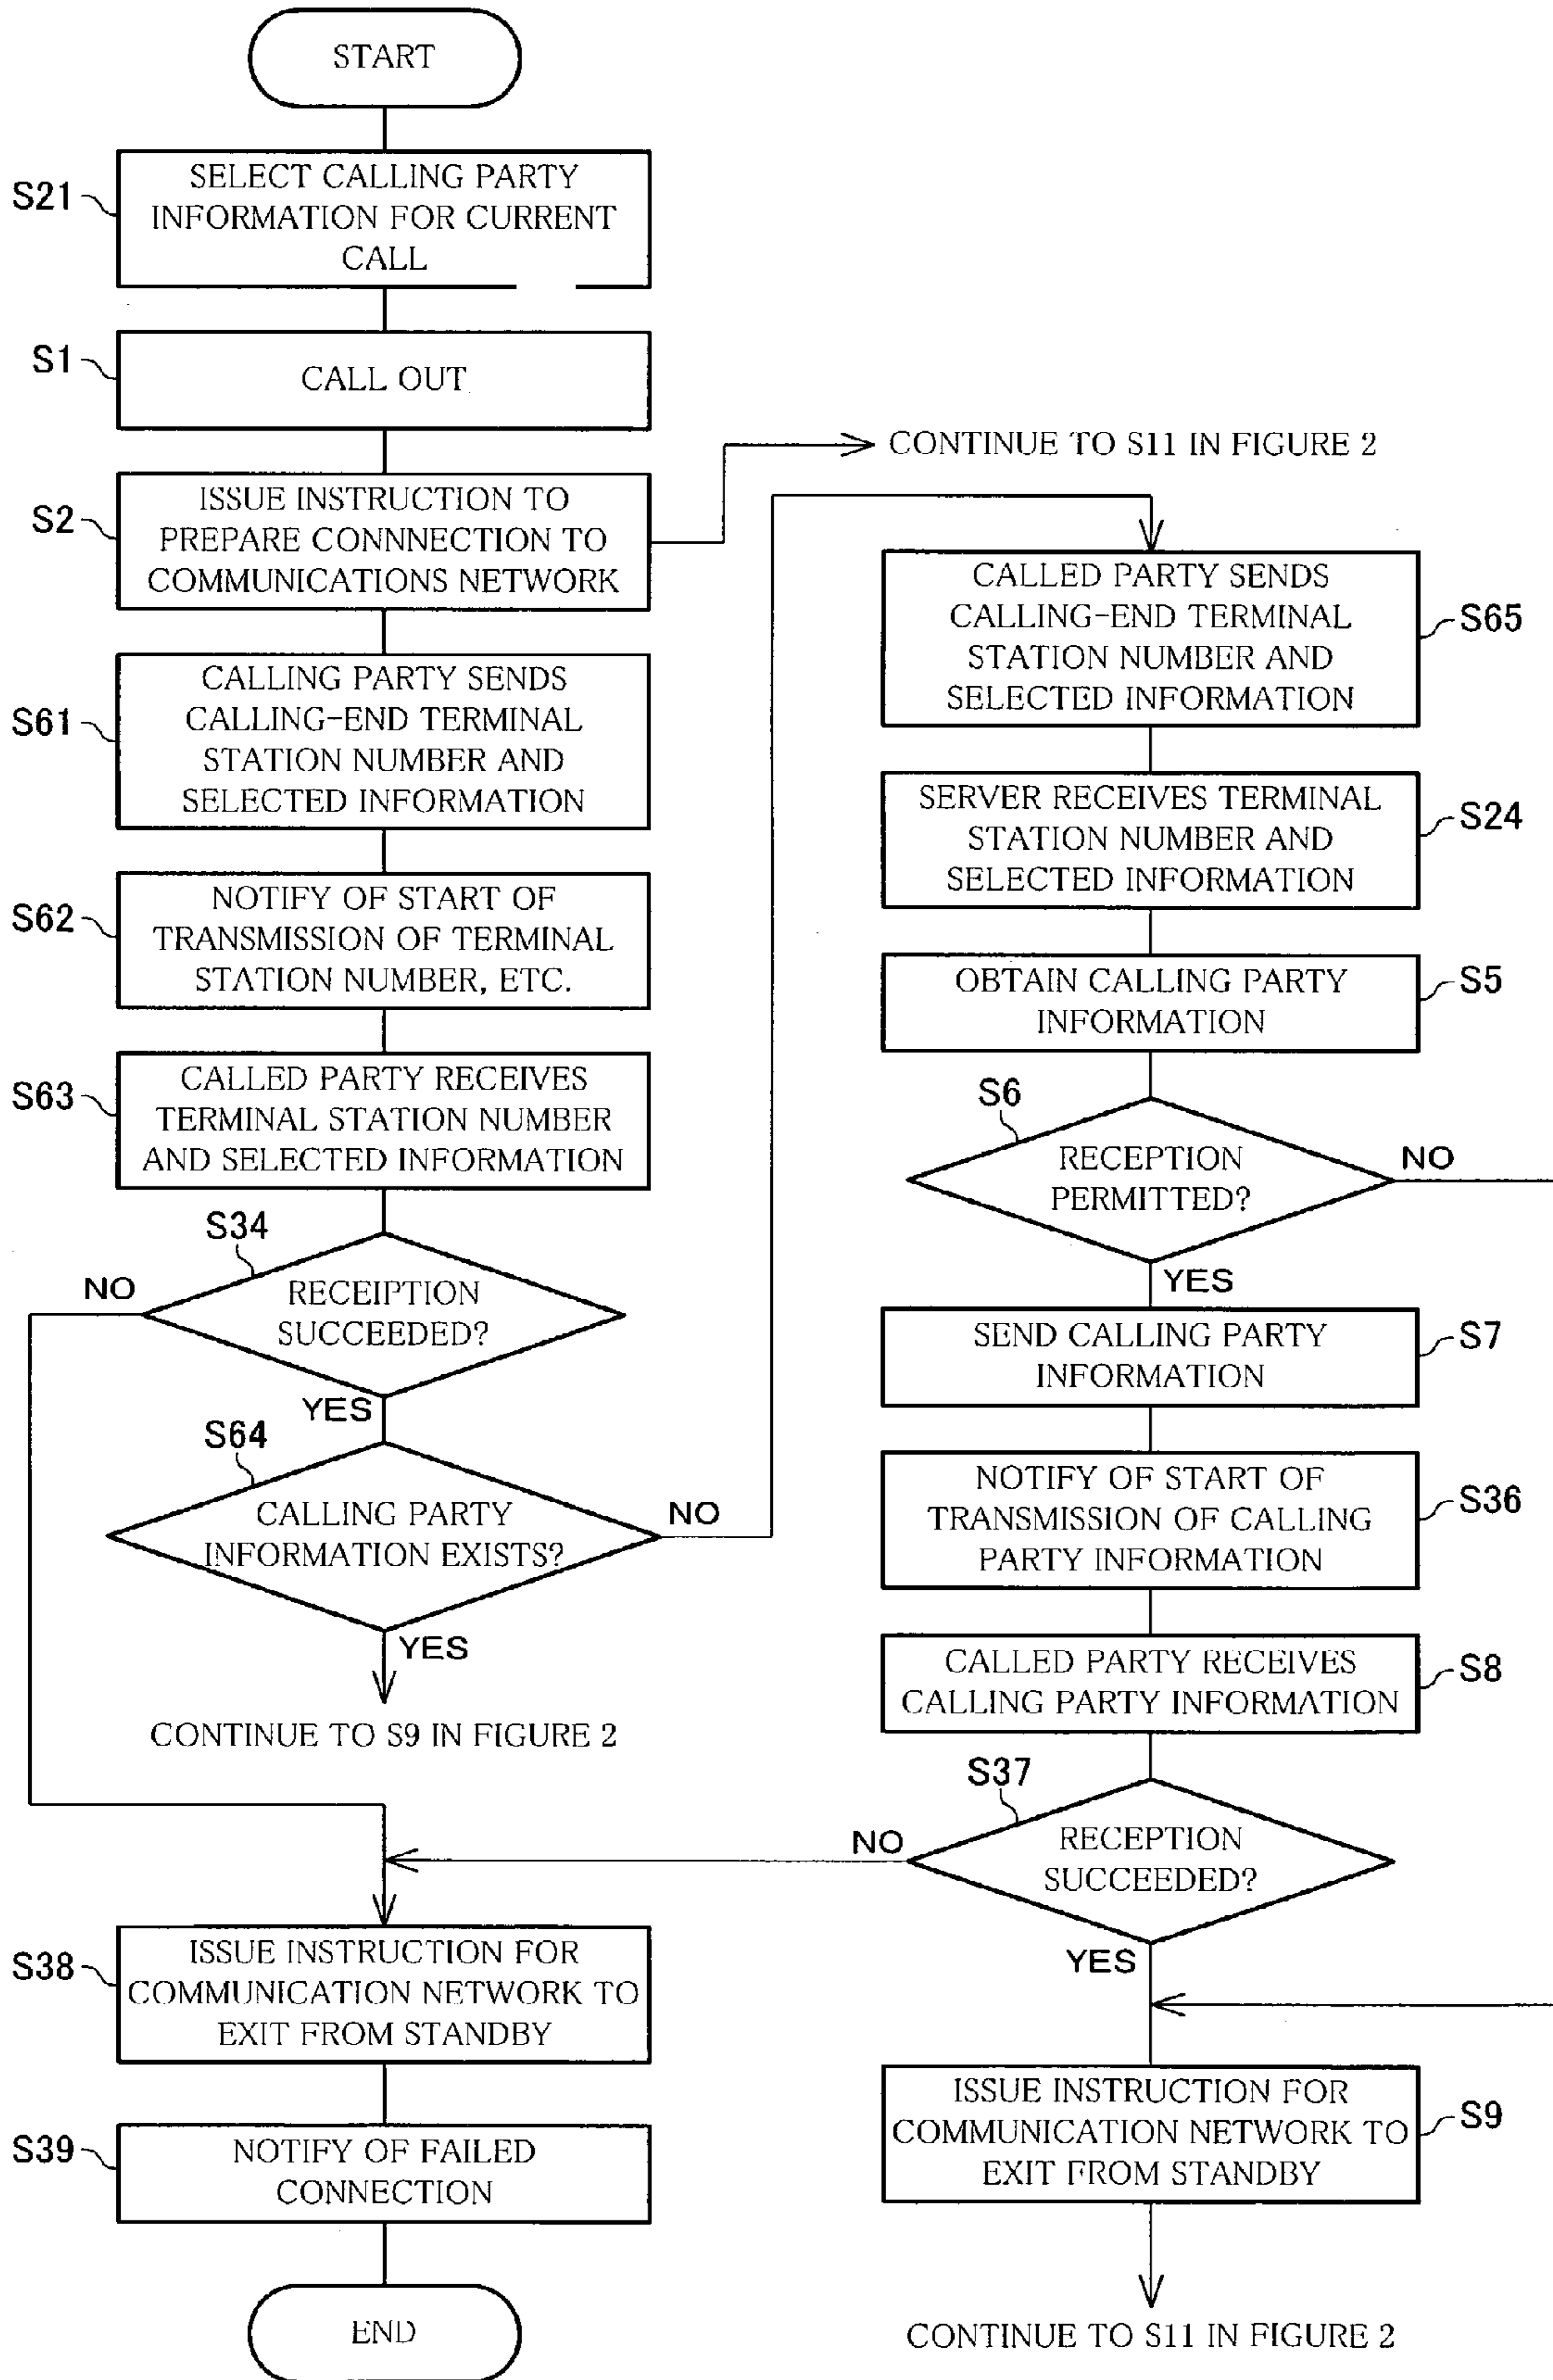 START
S21
SELECT CALLING PARTY
INFORMATION FOR CURRENT
CALL
S1
CALL OUT
CONTINUE TO S11 IN FIGURE 2
S2
ISSUE INSTRUCTION TO
PREPARE CONNNECTION TO
COMMUNICATIONS NETWORK
S61
CALLING PARTY SENDS
CALLING-END TERMINAL
STATION NUMBER AND
SELECTED INFORMATION
S62
NOTIFY OF START OF
TRANSMISSION OF TERMINAL
STATION NUMBER, ETC.
S63
CALLED PARTY RECEIVES
TERMINAL STATION NUMBER
AND SELECTED INFORMATION
S34
NO
RECEIPTION
SUCCEEDED?
YES
S64
CALLING PARTY
INFORMATION EXISTS?
NO
YES
CONTINUE TO S9 IN FIGURE 2
S38
ISSUE INSTRUCTION FOR
COMMUNICATION NETWORK TO
EXIT FROM STANDBY
S39
NOTIFY OF FAILED
CONNECTION
END
CALLED PARTY SENDS
CALLING-END TERMINAL
STATION NUMBER AND
SELECTED INFORMATION
S65
SERVER RECEIVES TERMINAL
STATION NUMBER AND
SELECTED INFORMATION
S24
OBTAIN CALLING PARTY
INFORMATION
S5
S6
RECEPTION
PERMITTED?
NO
YES
SEND CALLING PARTY
INFORMATION
S7
NOTIFY OF START OF
TRANSMISSION OF CALLING
PARTY INFORMATION
S36
CALLED PARTY RECEIVES
CALLING PARTY INFORMATION
S8
S37
NO
RECEPTION
SUCCEEDED?
YES
ISSUE INSTRUCTION FOR
COMMUNICATION NETWORK TO
EXIT FROM STANDBY
S9
CONTINUE TO S11 IN FIGURE 2